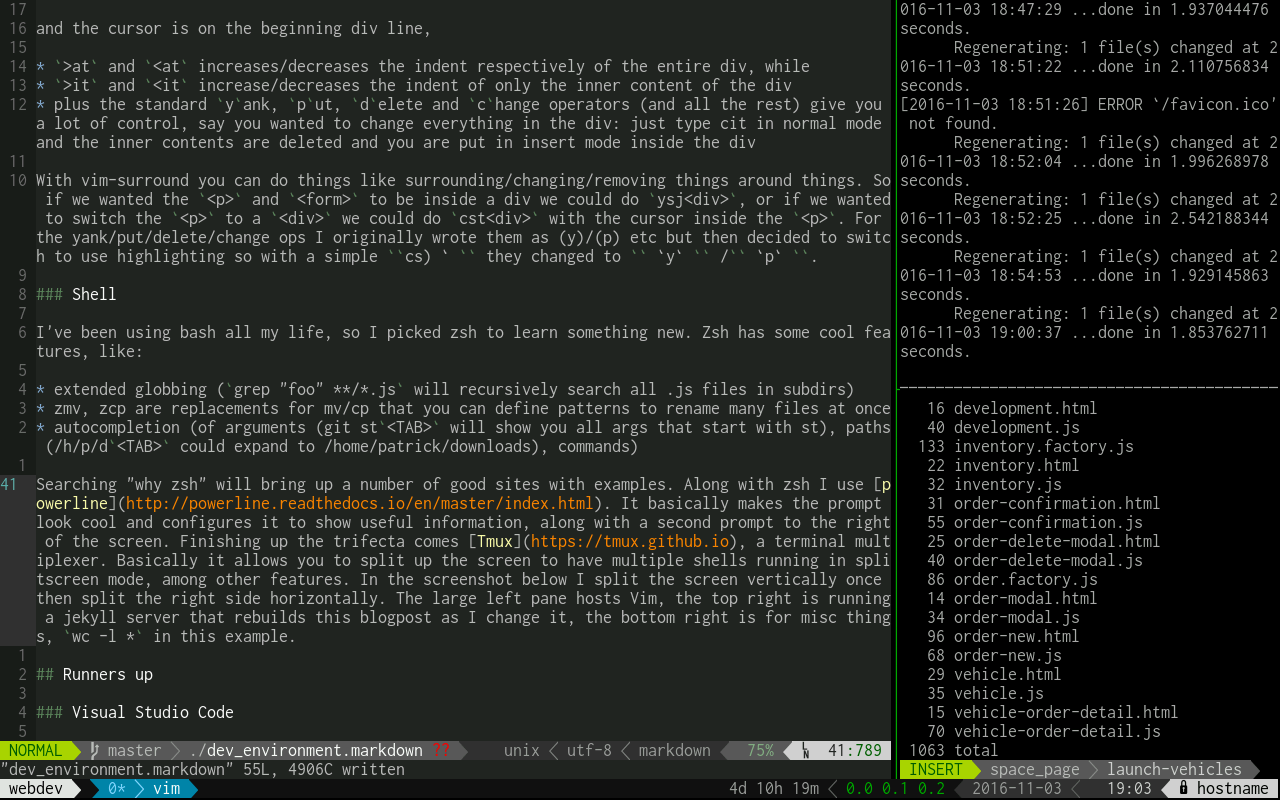 17
16 and the cursor is on the beginning div line,
15
14 * `>at` and `<at` increases/decreases the indent respectively of the entire div, while
13 * `>it` and `<it` increases/decreases the indent of only the inner content of the div
12 * plus the standard `y`ank, `p`ut, `d`elete and `c`hange operators (and all the rest) give you
a lot of control, say you wanted to change everything in the div: just type cit in normal mode
and the inner contents are deleted and you are put in insert mode inside the div
11
10 With vim-surround you can do things like surrounding/changing/removing things around things. So
if we wanted the `<p>` and `<form>` to be inside a div we could do `ysj<div>`, or if we wanted
to switch the `<p>` to a `<div>` we could do `cst<div>` with the cursor inside the `<p>`. For
the yank/put/delete/change ops I originally wrote them as (y)/(p) etc but then decided to switc
h to use highlighting so with a simple ``cs) ` `` they changed to `` `y` `` /`` `p` ``.
9
8 ### Shell
7
6 I've been using bash all my life, so I picked zsh to learn something new. Zsh has some cool fea
tures, like:
5
4 * extended globbing (`grep "foo" **/*.js` will recursively search all .js files in subdirs)
3 * zmv, zcp are replacements for mv/cp that you can define patterns to rename many files at once
2 * autocompletion (of arguments (git st`<TAB>` will show you all args that start with st), paths
(/h/p/d`<TAB>` could expand to /home/patrick/downloads), commands)
1
41 Searching "why zsh" will bring up a number of good sites with examples. Along with zsh I use [p
owerline](http://powerline.readthedocs.io/en/master/index.html). It basically makes the prompt
look cool and configures it to show useful information, along with a second prompt to the right
of the screen. Finishing up the trifecta comes [Tmux](https://tmux.github.io), a terminal mult
iplexer. Basically it allows you to split up the screen to have multiple shells running in spli
tscreen mode, among other features. In the screenshot below I split the screen vertically once
then split the right side horizontally. The large left pane hosts Vim, the top right is running
a jekyll server that rebuilds this blogpost as I change it, the bottom right is for misc thing
s, `wc -l *` in this example.
1
2 ## Runners up
3
4 ### Visual Studio Code
5
NORMAL master ./dev_environment.markdown ?? unix utf-8 markdown 75% LN 41:789
"dev_environment.markdown" 55L, 4906C written
016-11-03 18:47:29 ...done in 1.937044476
seconds.
Regenerating: 1 file(s) changed at 2
016-11-03 18:51:22 ...done in 2.110756834
seconds.
[2016-11-03 18:51:26] ERROR `/favicon.ico'
not found.
Regenerating: 1 file(s) changed at 2
016-11-03 18:52:04 ...done in 1.996268978
seconds.
Regenerating: 1 file(s) changed at 2
016-11-03 18:52:25 ...done in 2.542188344
seconds.
Regenerating: 1 file(s) changed at 2
016-11-03 18:54:53 ...done in 1.929145863
seconds.
Regenerating: 1 file(s) changed at 2
016-11-03 19:00:37 ...done in 1.853762711
seconds.
16 development.html
40 development.js
133 inventory.factory.js
22 inventory.html
32 inventory.js
31 order-confirmation.html
55 order-confirmation.js
25 order-delete-modal.html
40 order-delete-modal.js
86 order.factory.js
14 order-modal.html
34 order-modal.js
96 order-new.html
68 order-new.js
29 vehicle.html
35 vehicle.js
15 vehicle-order-detail.html
70 vehicle-order-detail.js
1063 total
INSERT space_page launch-vehicles
webdev 0* vim 4d 10h 19m 0.0 0.1 0.2 2016-11-03 19:03 hostname